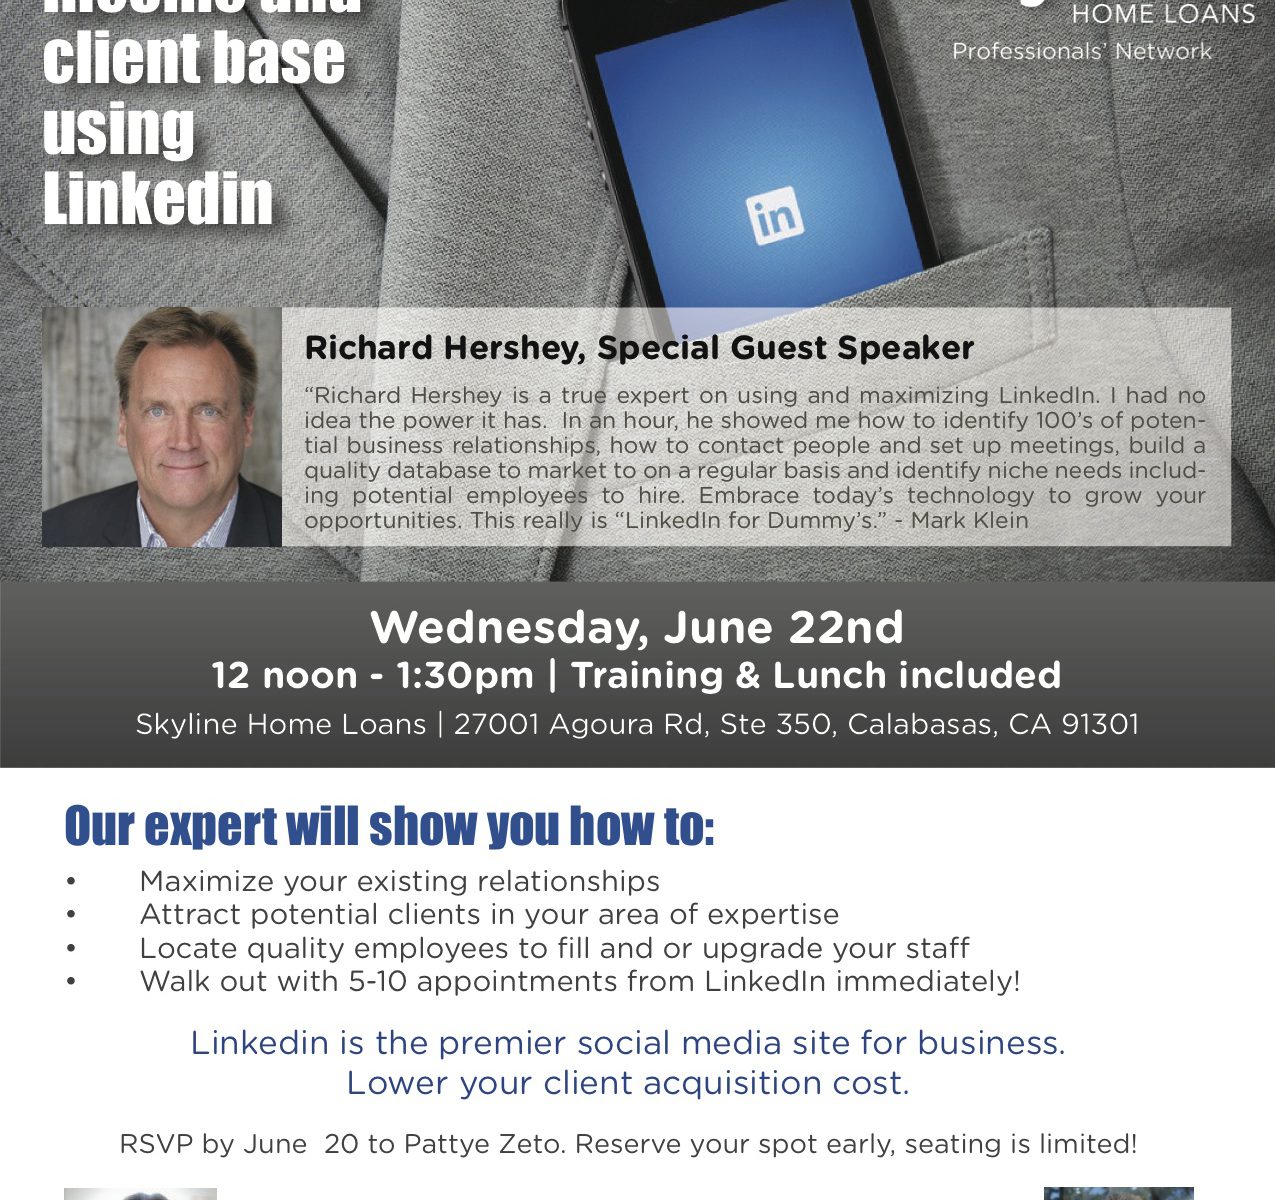 income and
client base
using
Linkedin
HOME LOANS
Professionals' Network
in
Richard Hershey, Special Guest Speaker
“Richard Hershey is a true expert on using and maximizing LinkedIn. I had no
idea the power it has. In an hour, he showed me how to identify 100’s of poten-
tial business relationships, how to contact people and set up meetings, build a
quality database to market to on a regular basis and identify niche needs includ-
ing potential employees to hire. Embrace today’s technology to grow your
opportunities. This really is “LinkedIn for Dummy’s.” - Mark Klein
Wednesday, June 22nd
12 noon - 1:30pm | Training & Lunch included
Skyline Home Loans | 27001 Agoura Rd, Ste 350, Calabasas, CA 91301
Our expert will show you how to:
• Maximize your existing relationships
• Attract potential clients in your area of expertise
• Locate quality employees to fill and or upgrade your staff
• Walk out with 5-10 appointments from LinkedIn immediately!
Linkedin is the premier social media site for business.
Lower your client acquisition cost.
RSVP by June 20 to Pattye Zeto. Reserve your spot early, seating is limited!